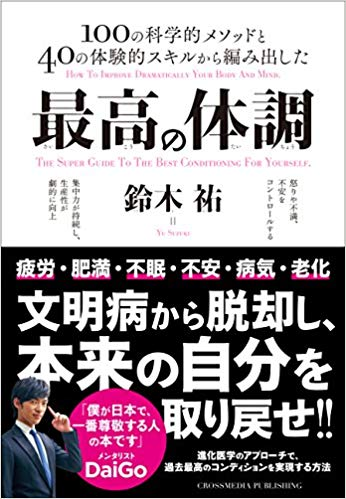 100の科学的メソッドと
40の体験的スキルから編み出した
HOW TO IMPROVE DRAMATICALLY YOUR BODY AND MIND.
最高の体調
さいこう たいちょう
THE SUPER GUIDE TO THE BEST CONDITIONING FOR YOURSELF.
怒りや不満、
不安を
コントロールする
鈴木祐
=
YU SUZUKI
集中力が持続し、
生産性が
劇的に向上
疲労・肥満・不眠・不安・病気・老化
文明病から脱却し、
本来の自分を
取り戻せ!!
「僕が日本で、
一番尊敬する人
の本です」
メンタリスト
DaiGo
進化医学のアプローチで、
過去最高のコンディションを実現する方法
CROSSMEDIA PUBLISHING